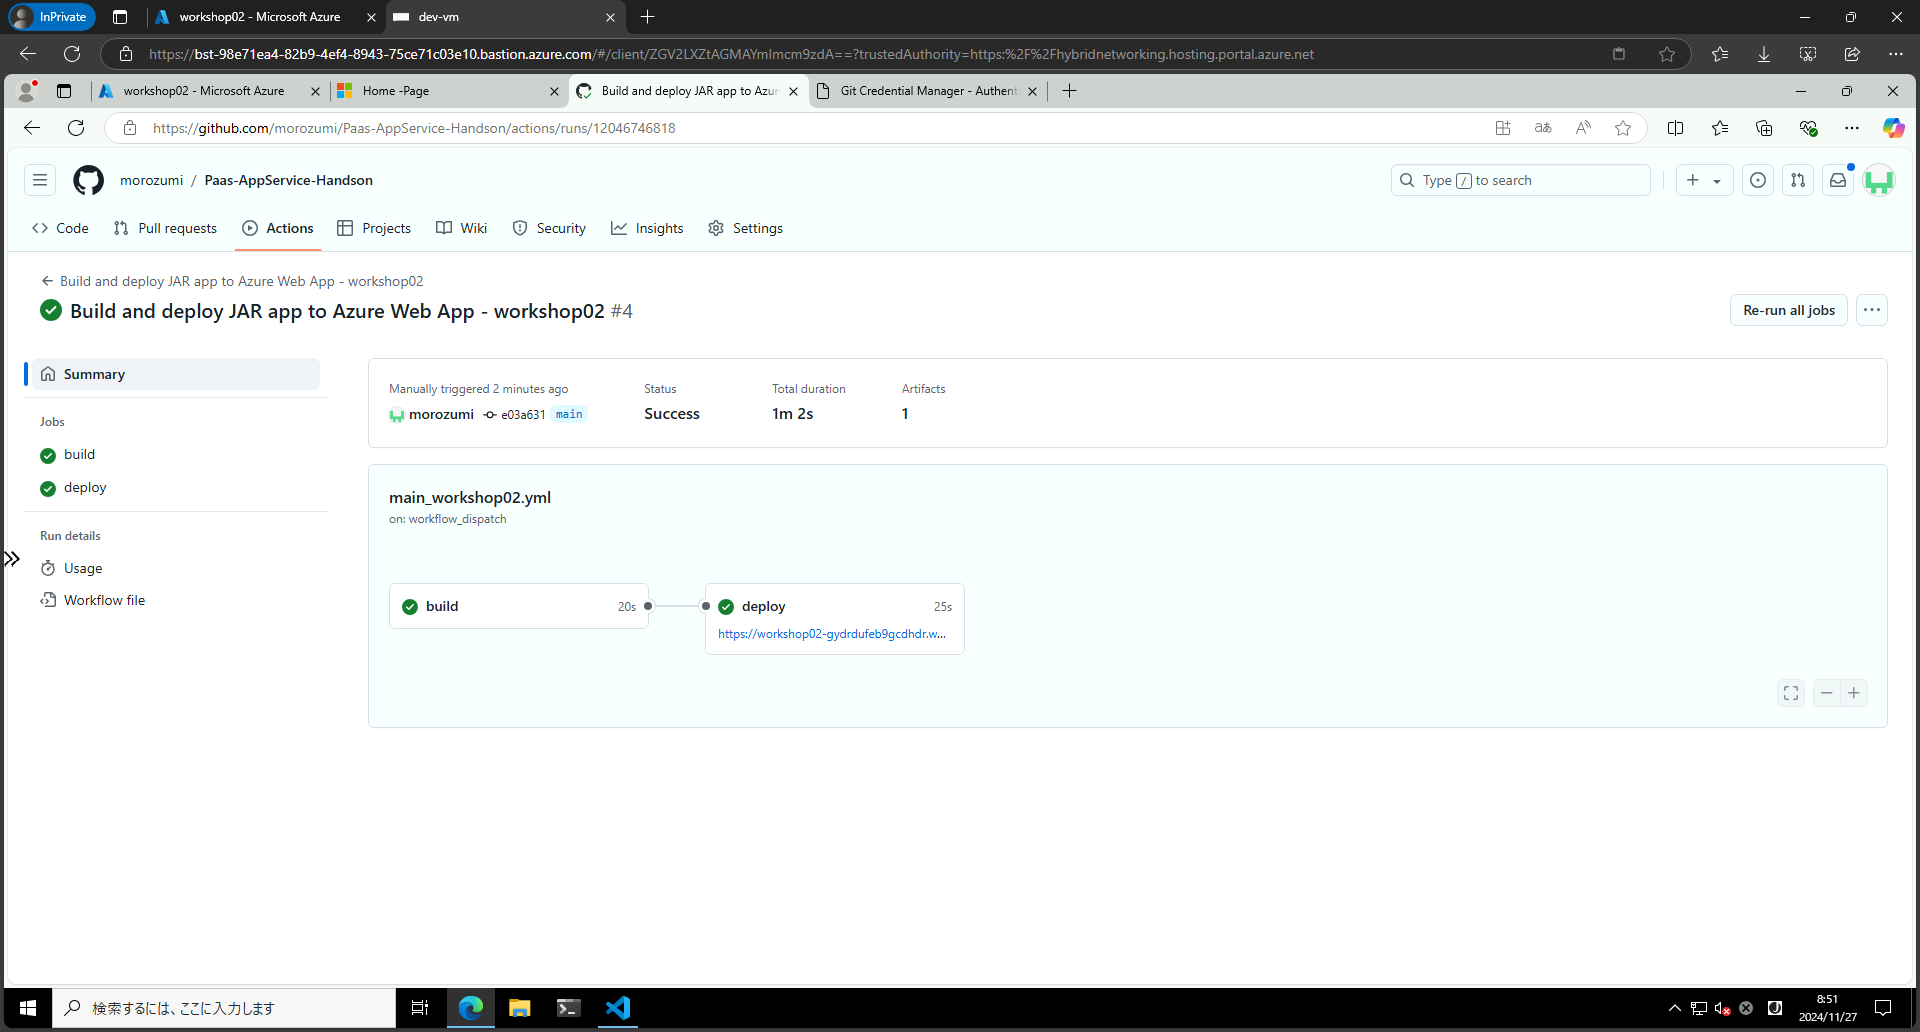 InPrivate
workshop02 - Microsoft Azure
dev-vm
https://bst-98e71ea4-82b9-4ef4-8943-75ce71c03e10.bastion.azure.com/#/client/ZGV2LXZtAGMAYmlmcm9zdA==?trustedAuthority=https:%2F%2Fhybridnetworking.hosting.portal.azure.net
workshop02 - Microsoft Azure
Home -Page
Build and deploy JAR app to Azur
Git Credential Manager - Authent
https://github.com/morozumi/Paas-AppService-Handson/actions/runs/12046746818
morozumi / Paas-AppService-Handson
Type / to search
Code
Pull requests
Actions
Projects
Wiki
Security
Insights
Settings
Build and deploy JAR app to Azure Web App - workshop02
Build and deploy JAR app to Azure Web App - workshop02 #4
Re-run all jobs
Summary
Jobs
build
deploy
Run details
Usage
Workflow file
Manually triggered 2 minutes ago
morozumi e03a631 main
Status
Success
Total duration
1m 2s
Artifacts
1
main_workshop02.yml
on: workflow_dispatch
build 20s
deploy 25s
https://workshop02-gydrdufeb9gcdhdr.w...
検索するには、ここに入力します
8:51
2024/11/27